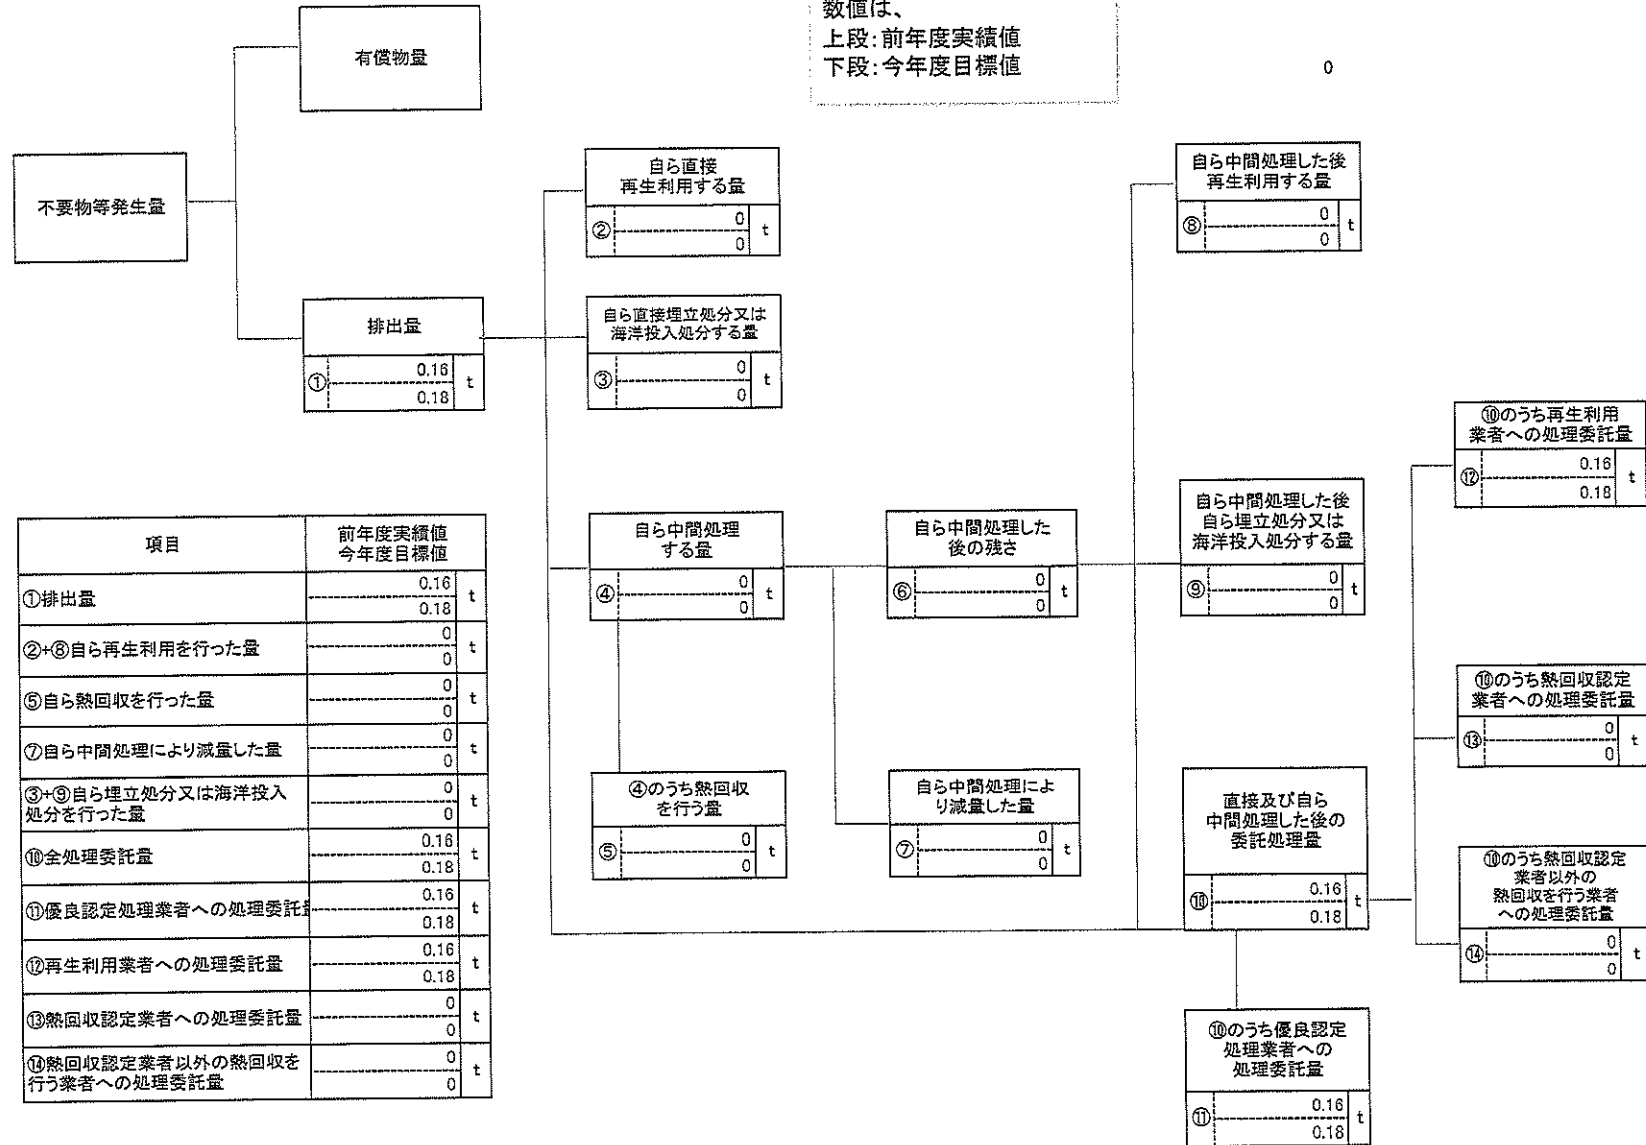 数値は、
上段:前年度実績値
下段:今年度目標値
0
有償物量
不要物等発生量
排出量
①
0.16
0.18
t
自ら直接
再生利用する量
②
0
0
t
自ら直接埋立処分又は
海洋投入処分する量
③
0
0
t
自ら中間処理
する量
④
0
0
t
④のうち熱回収
を行う量
⑤
0
0
t
自ら中間処理した
後の残さ
⑥
0
0
t
自ら中間処理によ
り減量した量
⑦
0
0
t
自ら中間処理した後
再生利用する量
⑧
0
0
t
自ら中間処理した後
自ら埋立処分又は
海洋投入処分する量
⑨
0
0
t
直接及び自ら
中間処理した後の
委託処理量
⑩
0.16
0.18
t
⑩のうち優良認定
処理業者への
処理委託量
⑪
0.16
0.18
t
⑩のうち再生利用
業者への処理委託量
⑫
0.16
0.18
t
⑩のうち熱回収認定
業者への処理委託量
⑬
0
0
t
⑩のうち熱回収認定
業者以外の
熱回収を行う業者
への処理委託量
⑭
0
0
t
項目
前年度実績値
今年度目標値
①排出量
0.16
0.18
t
②+⑧自ら再生利用を行った量
0
0
t
⑤自ら熱回収を行った量
0
0
t
⑦自ら中間処理により減量した量
0
0
t
③+⑨自ら埋立処分又は海洋投入
処分を行った量
0
0
t
⑩全処理委託量
0.16
0.18
t
⑪優良認定処理業者への処理委託量
0.16
0.18
t
⑫再生利用業者への処理委託量
0.16
0.18
t
⑬熱回収認定業者への処理委託量
0
0
t
⑭熱回収認定業者以外の熱回収を
行う業者への処理委託量
0
0
t